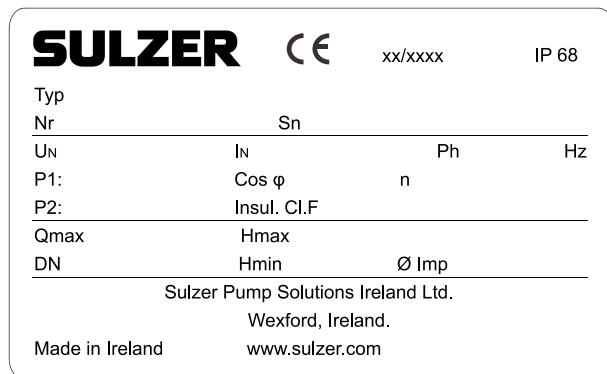 SULZER CE xx/xxxx IP 68
Typ
Nr Sn
UN IN Ph Hz
P1: Cos φ n
P2: Insul. Cl.F
Qmax Hmax
DN Hmin Ø Imp
Sulzer Pump Solutions Ireland Ltd.
Wexford, Ireland.
Made in Ireland www.sulzer.com